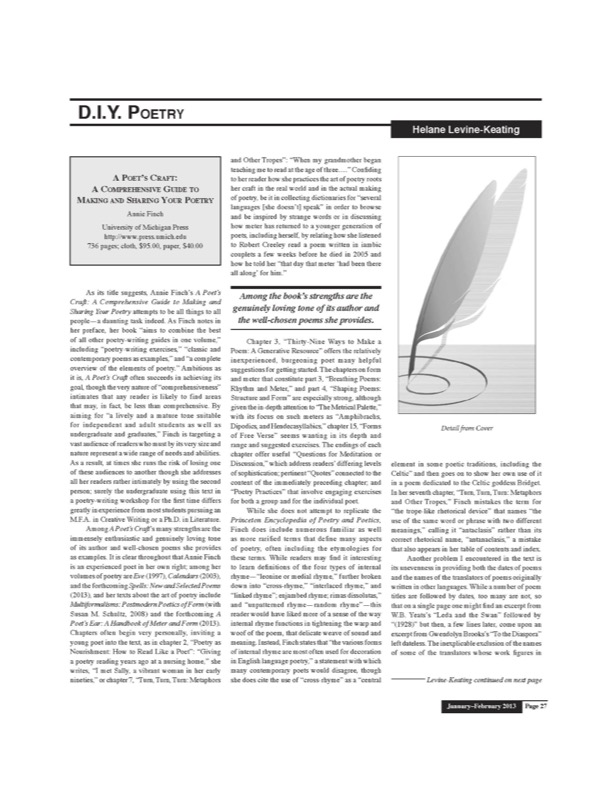 D.I.Y. POETRY
Helane Levine-Keating
A POET'S CRAFT:
A COMPREHENSIVE GUIDE TO
MAKING AND SHARING YOUR POETRY
Annie Finch
University of Michigan Press
http://www.press.umich.edu
736 pages; cloth, $95.00, paper, $40.00
As its title suggests, Annie Finch's A Poet's
Craft: A Comprehensive Guide to Making and
Sharing Your Poetry attempts to be all things to all
people—a daunting task indeed. As Finch notes in
her preface, her book "aims to combine the best
of all other poetry-writing guides in one volume,"
including "poetry-writing exercises," "classic and
contemporary poems as examples," and "a complete
overview of the elements of poetry." Ambitious as
it is, A Poet's Craft often succeeds in achieving its
goal, though the very nature of "comprehensiveness"
intimates that any reader is likely to find areas
that may, in fact, be less than comprehensive. By
aiming for "a lively and a mature tone suitable
for independent and adult students as well as
undergraduate and graduates," Finch is targeting a
vast audience of readers who must by its very size and
nature represent a wide range of needs and abilities.
As a result, at times she runs the risk of losing one
of these audiences to another though she addresses
all her readers rather intimately by using the second
person; surely the undergraduate using this text in
a poetry-writing workshop for the first time differs
greatly in experience from most students pursuing an
M.F.A. in Creative Writing or a Ph.D. in Literature.
Among A Poet's Craft's many strengths are the
immensely enthusiastic and genuinely loving tone
of its author and well-chosen poems she provides
as examples. It is clear throughout that Annie Finch
is an experienced poet in her own right; among her
volumes of poetry are Eve (1997), Calendars (2003),
and the forthcoming Spells: New and Selected Poems
(2013); and her texts about the art of poetry include
Multiformalisms: Postmodern Poetics of Form (with
Susan M. Schultz, 2008) and the forthcoming A
Poet's Ear: A Handbook of Meter and Form (2013).
Chapters often begin very personally, inviting a
young poet into the text, as in chapter 2, "Poetry as
Nourishment: How to Read Like a Poet": "Giving
a poetry reading years ago at a nursing home," she
writes, "I met Sally, a vibrant woman in her early
nineties," or chapter 7, "Turn, Turn, Turn: Metaphors
and Other Tropes": "When my grandmother began
teaching me to read at the age of three...." Confiding
to her reader how she practices the art of poetry roots
her craft in the real world and in the actual making
of poetry, be it in collecting dictionaries for "several
languages [she doesn't] speak" in order to browse
and be inspired by strange words or in discussing
how meter has returned to a younger generation of
poets, including herself, by relating how she listened
to Robert Creeley read a poem written in iambic
couplets a few weeks before he died in 2005 and
how he told her "that day that meter 'had been there
all along' for him."
Among the book's strengths are the
genuinely loving tone of its author and
the well-chosen poems she provides.
Chapter 3, "Thirty-Nine Ways to Make a
Poem: A Generative Resource" offers the relatively
inexperienced, burgeoning poet many helpful
suggestions for getting started. The chapters on form
and meter that constitute part 3, "Breathing Poems:
Rhythm and Meter," and part 4, "Shaping Poems:
Structure and Form" are especially strong, although
given the in-depth attention to "The Metrical Palette,"
with its focus on such meters as "Amphibrachs,
Dipodics, and Hendecasyllabics," chapter 15, "Forms
of Free Verse" seems wanting in its depth and
range and suggested exercises. The endings of each
chapter offer useful "Questions for Meditation or
Discussion," which address readers' differing levels
of sophistication; pertinent "Quotes" connected to the
content of the immediately preceding chapter; and
"Poetry Practices" that involve engaging exercises
for both a group and for the individual poet.
While she does not attempt to replicate the
Princeton Encyclopedia of Poetry and Poetics,
Finch does include numerous familiar as well
as more rarified terms that define many aspects
of poetry, often including the etymologies for
these terms. While readers may find it interesting
to learn definitions of the four types of internal
rhyme—"leonine or medial rhyme," further broken
down into "cross-rhyme," "interlaced rhyme," and
"linked rhyme"; enjambed rhyme; rimas dissolutas,"
and "unpatterned rhyme—random rhyme"—this
reader would have liked more of a sense of the way
internal rhyme functions in tightening the warp and
woof of the poem, that delicate weave of sound and
meaning. Instead, Finch states that "the various forms
of internal rhyme are most often used for decoration
in English language poetry," a statement with which
many contemporary poets would disagree, though
she does cite the use of "cross rhyme" as a "central
Detail from Cover
element in some poetic traditions, including the
Celtic" and then goes on to show her own use of it
in a poem dedicated to the Celtic goddess Bridget.
In her seventh chapter, "Turn, Turn, Turn: Metaphors
and Other Tropes," Finch mistakes the term for
"the trope-like rhetorical device" that names "the
use of the same word or phrase with two different
meanings," calling it "antaclasis" rather than its
correct rhetorical name, "antanaclasis," a mistake
that also appears in her table of contents and index.
Another problem I encountered in the text is
its unevenness in providing both the dates of poems
and the names of the translators of poems originally
written in other languages. While a number of poem
titles are followed by dates, too many are not, so
that on a single page one might find an excerpt from
W.B. Yeats's "Leda and the Swan" followed by
"(1928)" but then, a few lines later, come upon an
excerpt from Gwendolyn Brooks's "To the Diaspora"
left dateless. The inexplicable exclusion of the names
of some of the translators whose work figures in
Levine-Keating continued on next page
January–February 2013 Page 27